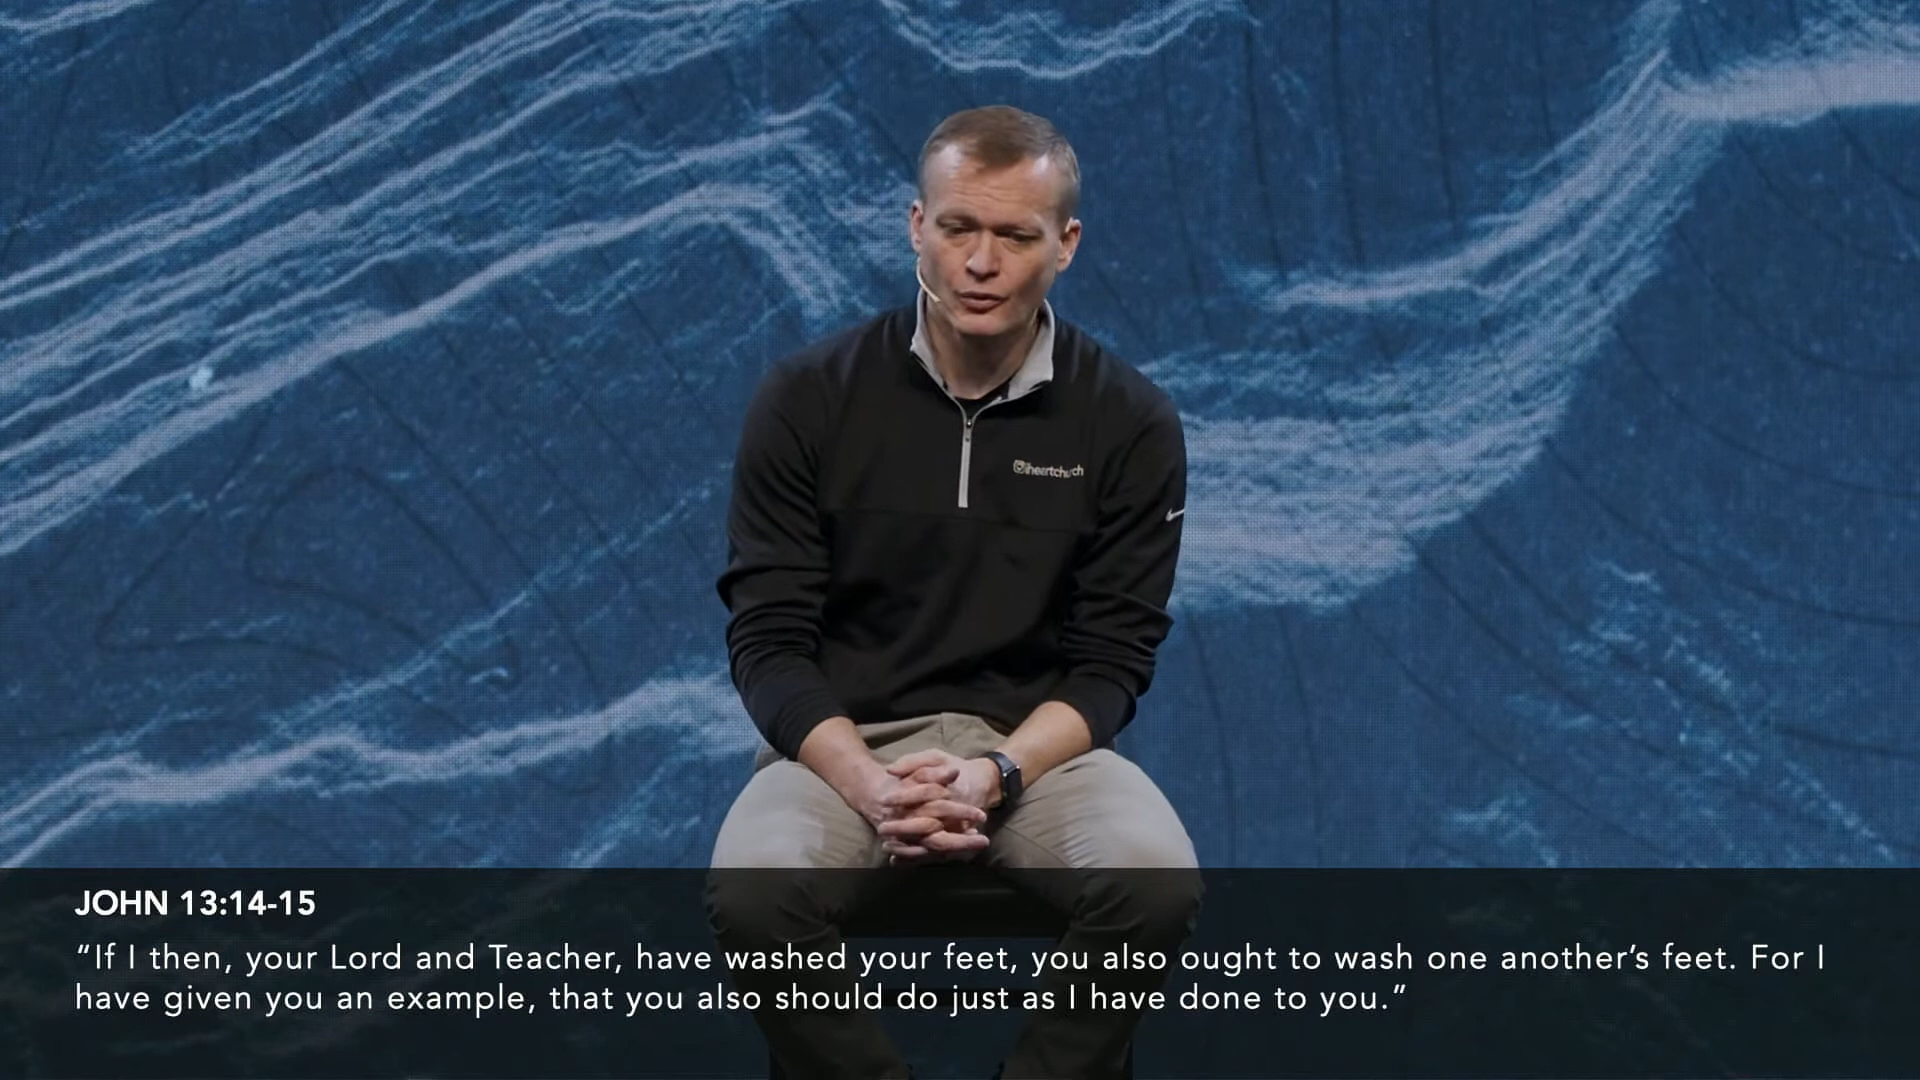 iheartchurch
JOHN 13:14-15
“If I then, your Lord and Teacher, have washed your feet, you also ought to wash one another’s feet. For I
have given you an example, that you also should do just as I have done to you.”